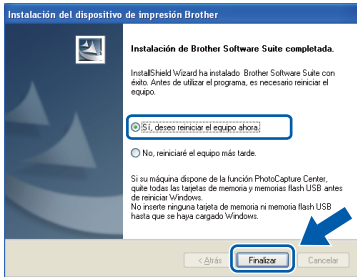 Instalación del dispositivo de impresión Brother
Instalación de Brother Software Suite completada.
InstallShield Wizard ha instalado Brother Software Suite con
éxito. Antes de utilizar el programa, es necesario reiniciar el
equipo.
Sí, deseo reiniciar el equipo ahora.
No, reiniciaré el equipo más tarde.
Si su máquina dispone de la función PhotoCapture Center,
quite todas las tarjetas de memoria y memorias flash USB antes
de reiniciar Windows.
No inserte ninguna tarjeta de memoria ni memoria flash USB
hasta que se haya cargado Windows.
< Atrás Finalizar Cancelar